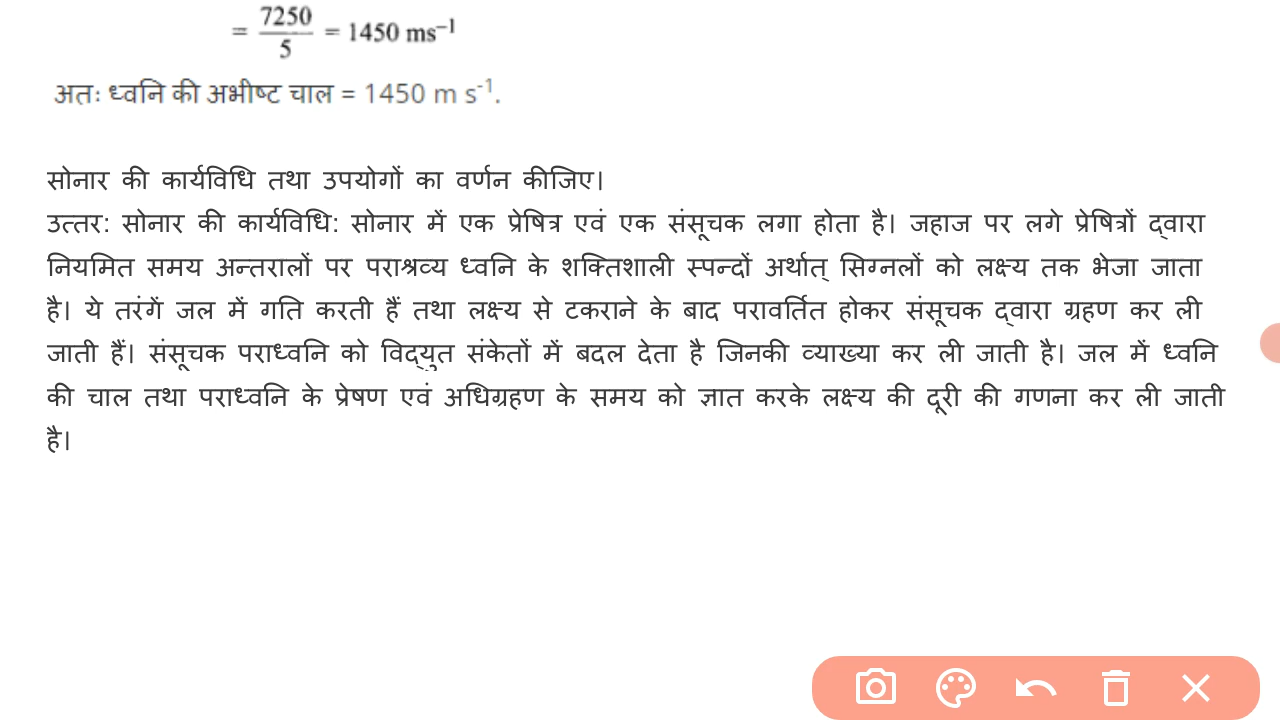 = 7250/5 = 1450 ms⁻¹
अतः ध्वनि की अभीष्ट चाल = 1450 m s⁻¹.
सोनार की कार्यविधि तथा उपयोगों का वर्णन कीजिए।
उत्तर: सोनार की कार्यविधि: सोनार में एक प्रेषित्र एवं एक संसूचक लगा होता है। जहाज पर लगे प्रेषित्रों द्वारा
नियमित समय अन्तरालों पर पराश्रव्य ध्वनि के शक्तिशाली स्पन्दों अर्थात् सिग्नलों को लक्ष्य तक भेजा जाता
है। ये तरंगें जल में गति करती हैं तथा लक्ष्य से टकराने के बाद परावर्तित होकर संसूचक द्वारा ग्रहण कर ली
जाती हैं। संसूचक पराध्वनि को विद्युत संकेतों में बदल देता है जिनकी व्याख्या कर ली जाती है। जल में ध्वनि
की चाल तथा पराध्वनि के प्रेषण एवं अधिग्रहण के समय को ज्ञात करके लक्ष्य की दूरी की गणना कर ली जाती
है।